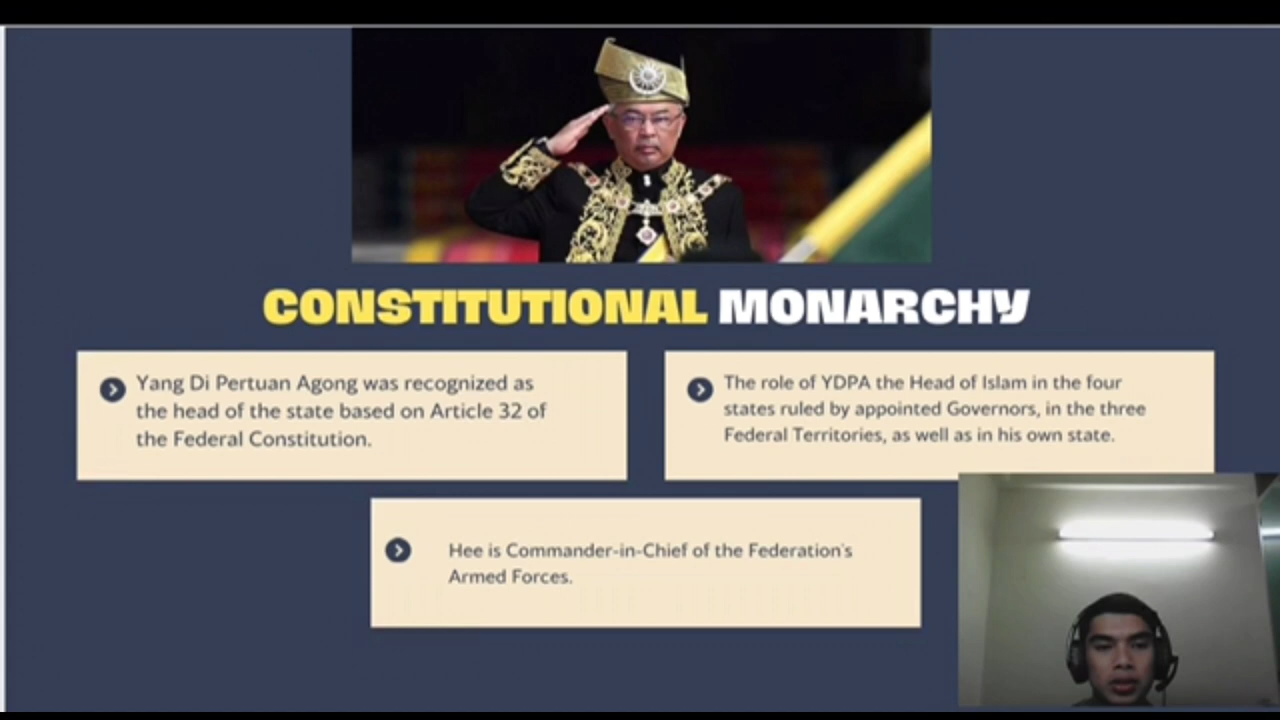 CONSTITUTIONAL MONARCHY
Yang Di Pertuan Agong was recognized as
the head of the state based on Article 32 of
the Federal Constitution.
The role of YDPA the Head of Islam in the four
states ruled by appointed Governors, in the three
Federal Territories, as well as in his own state.
Hee is Commander-in-Chief of the Federation's
Armed Forces.